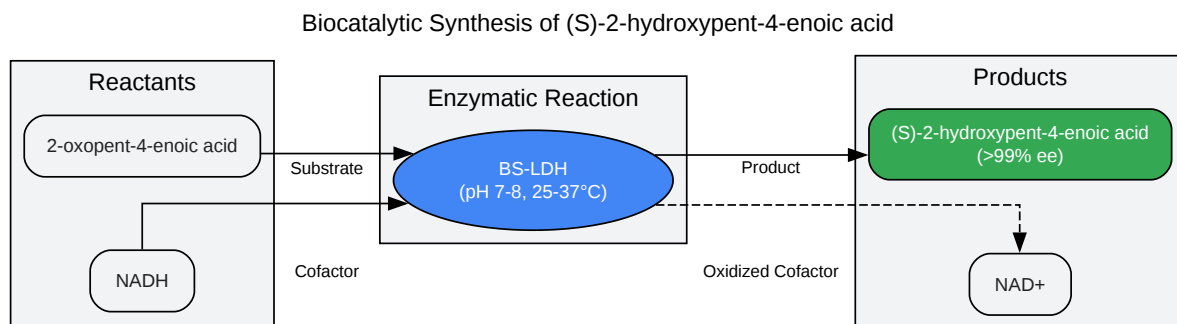 Biocatalytic Synthesis of (S)-2-hydroxypent-4-enoic acid
Reactants
2-oxopent-4-enoic acid
NADH
Substrate
Cofactor
Enzymatic Reaction
BS-LDH
(pH 7-8, 25-37°C)
Product
Oxidized Cofactor
Products
(S)-2-hydroxypent-4-enoic acid
(>99% ee)
NAD+